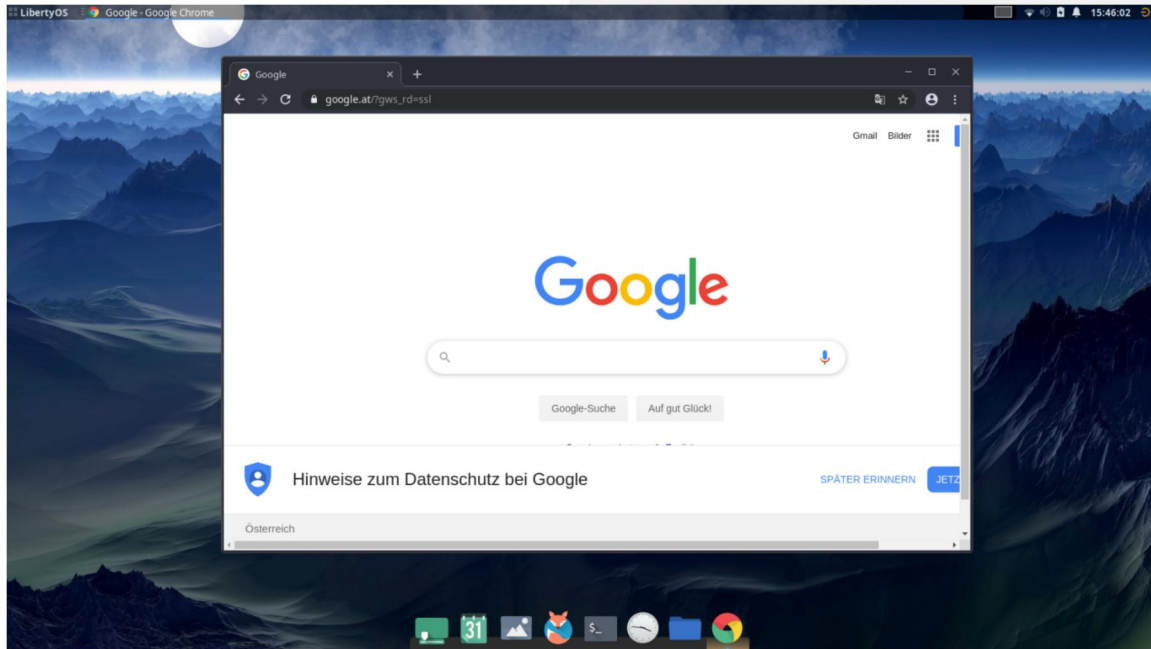 LibertyOS
Google - Google Chrome
15:46:02
Google
google.at/?gws_rd=ssl
Gmail Bilder
Google
Google-Suche Auf gut Glück!
Hinweise zum Datenschutz bei Google
SPÄTER ERINNERN JETZ
Österreich
31
$_